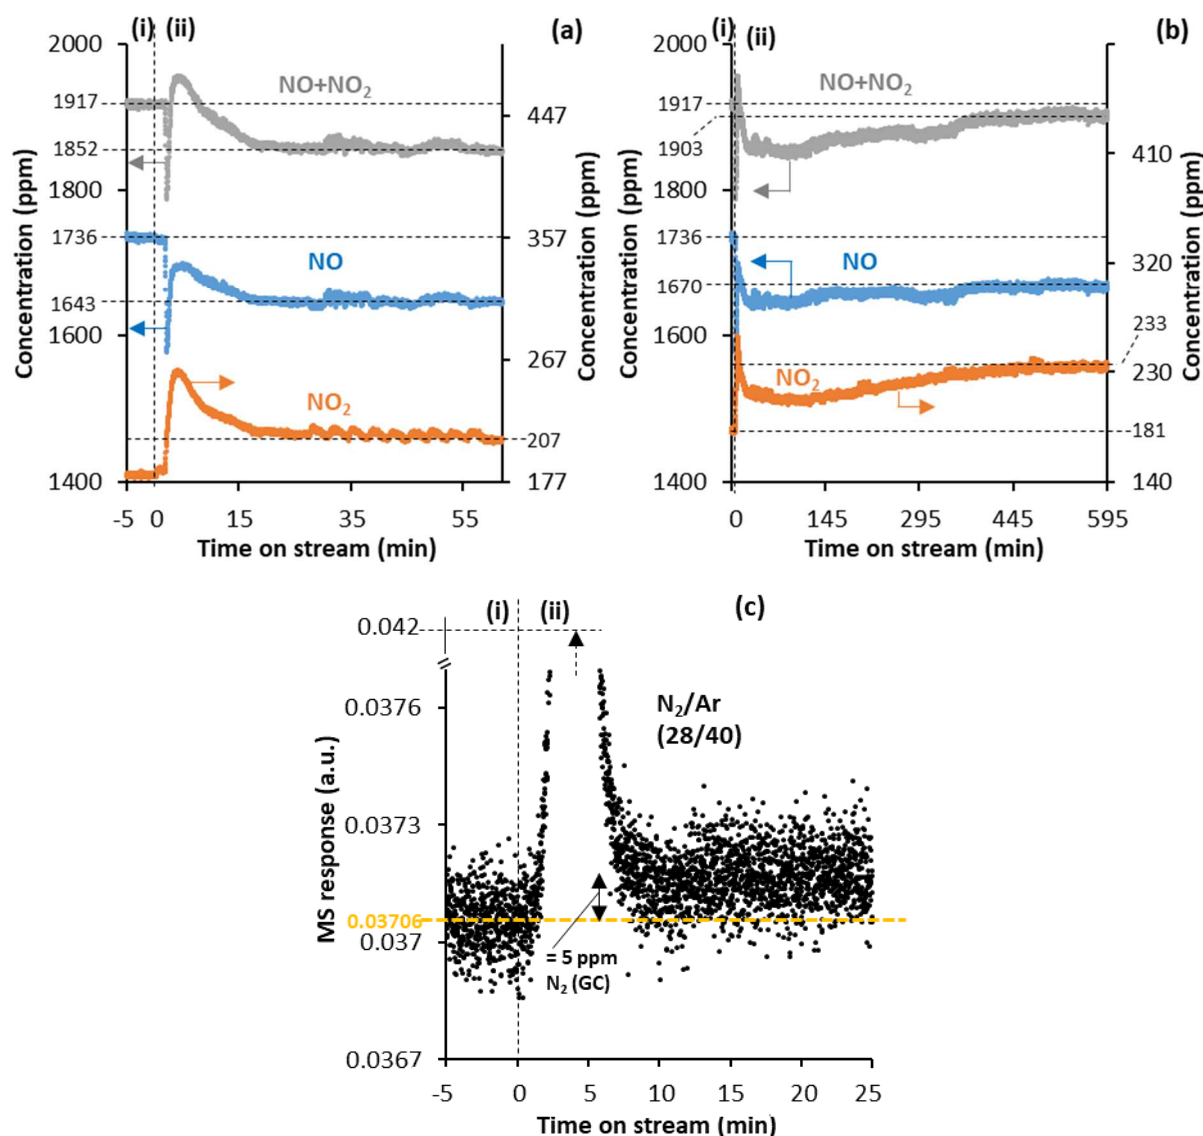 (i) (ii) (a)
2000
1917
1852
1800
1736
1643
1600
1400
Concentration (ppm)
NO+NO2
NO
NO2
447
357
267
207
177
Concentration (ppm)
-5 0 15 35 55
Time on stream (min)
(i) (ii) (b)
2000
1917
1903
1800
1736
1670
1600
1400
Concentration (ppm)
NO+NO2
NO
NO2
410
320
233
230
181
140
Concentration (ppm)
0 145 295 445 595
Time on stream (min)
(i) (ii) (c)
0.042
0.0376
0.0373
0.03706
0.037
0.0367
MS response (a.u.)
N2/Ar
(28/40)
= 5 ppm
N2 (GC)
-5 0 5 10 15 20 25
Time on stream (min)